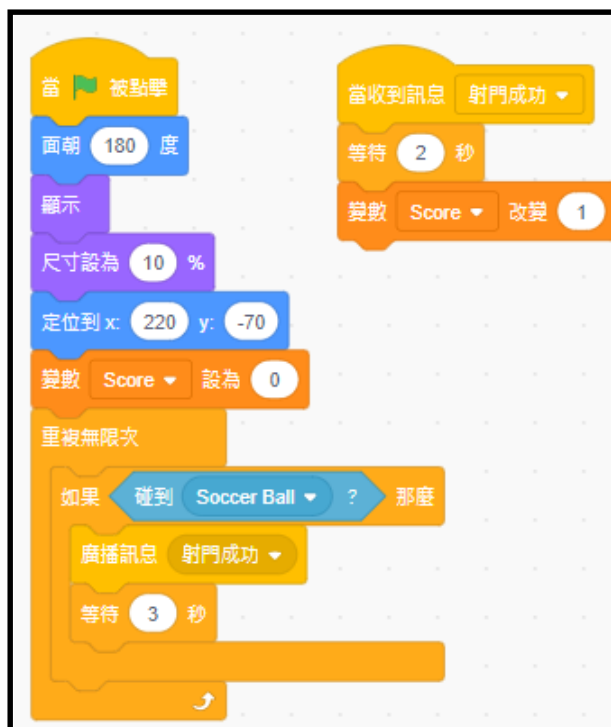 當 被點擊
面朝 180 度
顯示
尺寸設為 10 %
定位到 x: 220 y: -70
變數 Score 設為 0
重複無限次
如果 碰到 Soccer Ball ? 那麼
廣播訊息 射門成功
等待 3 秒
當收到訊息 射門成功
等待 2 秒
變數 Score 改變 1